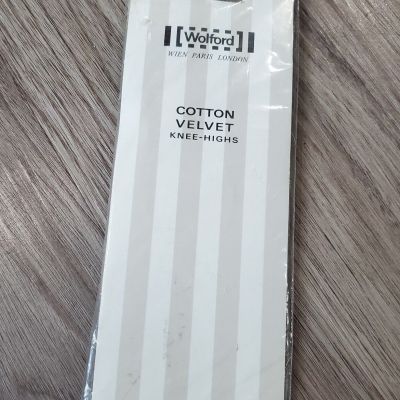 Wolford
WIEN PARIS LONDON
COTTON
VELVET
KNEE-HIGHS